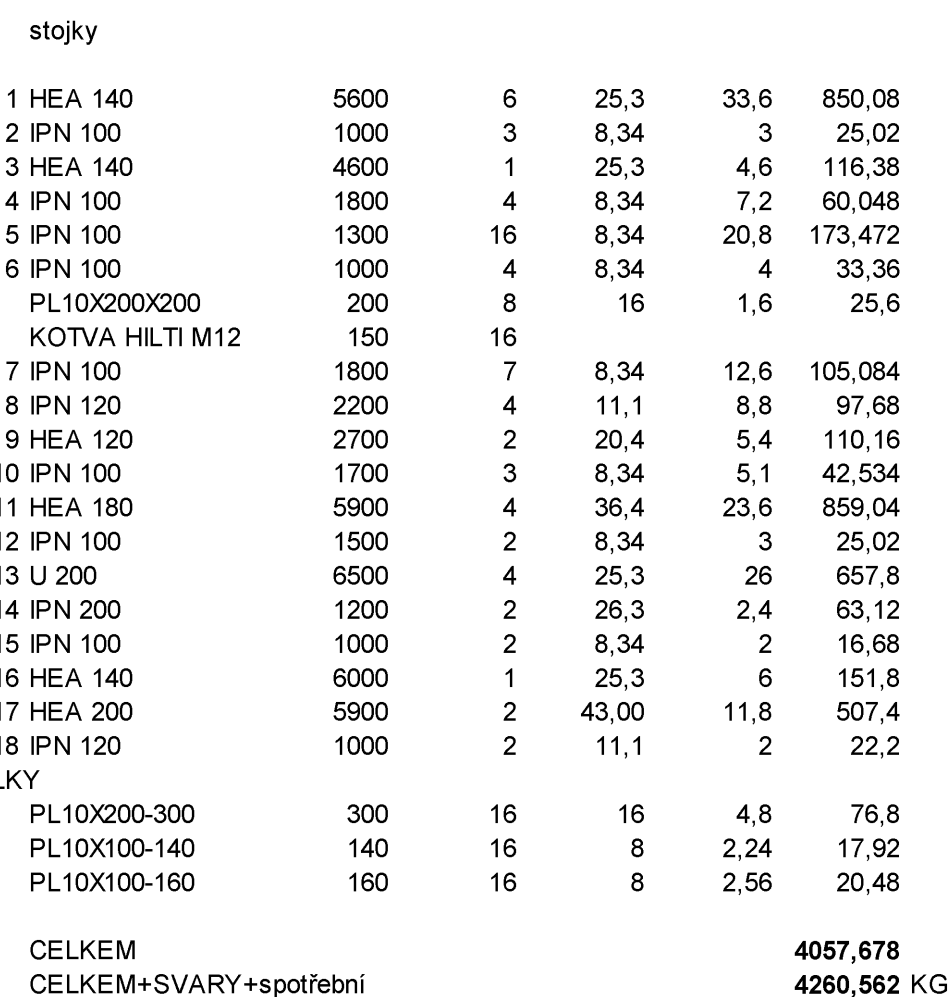 stojky
1 HEA 140 5600 6 25,3 33,6 850,08
2 IPN 100 1000 3 8,34 3 25,02
3 HEA 140 4600 1 25,3 4,6 116,38
4 IPN 100 1800 4 8,34 7,2 60,048
5 IPN 100 1300 16 8,34 20,8 173,472
6 IPN 100 1000 4 8,34 4 33,36
PL10X200X200 200 8 16 1,6 25,6
KOTVA HILTI M12 150 16
7 IPN 100 1800 7 8,34 12,6 105,084
8 IPN 120 2200 4 11,1 8,8 97,68
9 HEA 120 2700 2 20,4 5,4 110,16
10 IPN 100 1700 3 8,34 5,1 42,534
11 HEA 180 5900 4 36,4 23,6 859,04
12 IPN 100 1500 2 8,34 3 25,02
13 U 200 6500 4 25,3 26 657,8
14 IPN 200 1200 2 26,3 2,4 63,12
15 IPN 100 1000 2 8,34 2 16,68
16 HEA 140 6000 1 25,3 6 151,8
17 HEA 200 5900 2 43,00 11,8 507,4
18 IPN 120 1000 2 11,1 2 22,2
LKY
PL10X200-300 300 16 16 4,8 76,8
PL10X100-140 140 16 8 2,24 17,92
PL10X100-160 160 16 8 2,56 20,48
CELKEM 4057,678
CELKEM+SVARY+spotřební 4260,562 KG